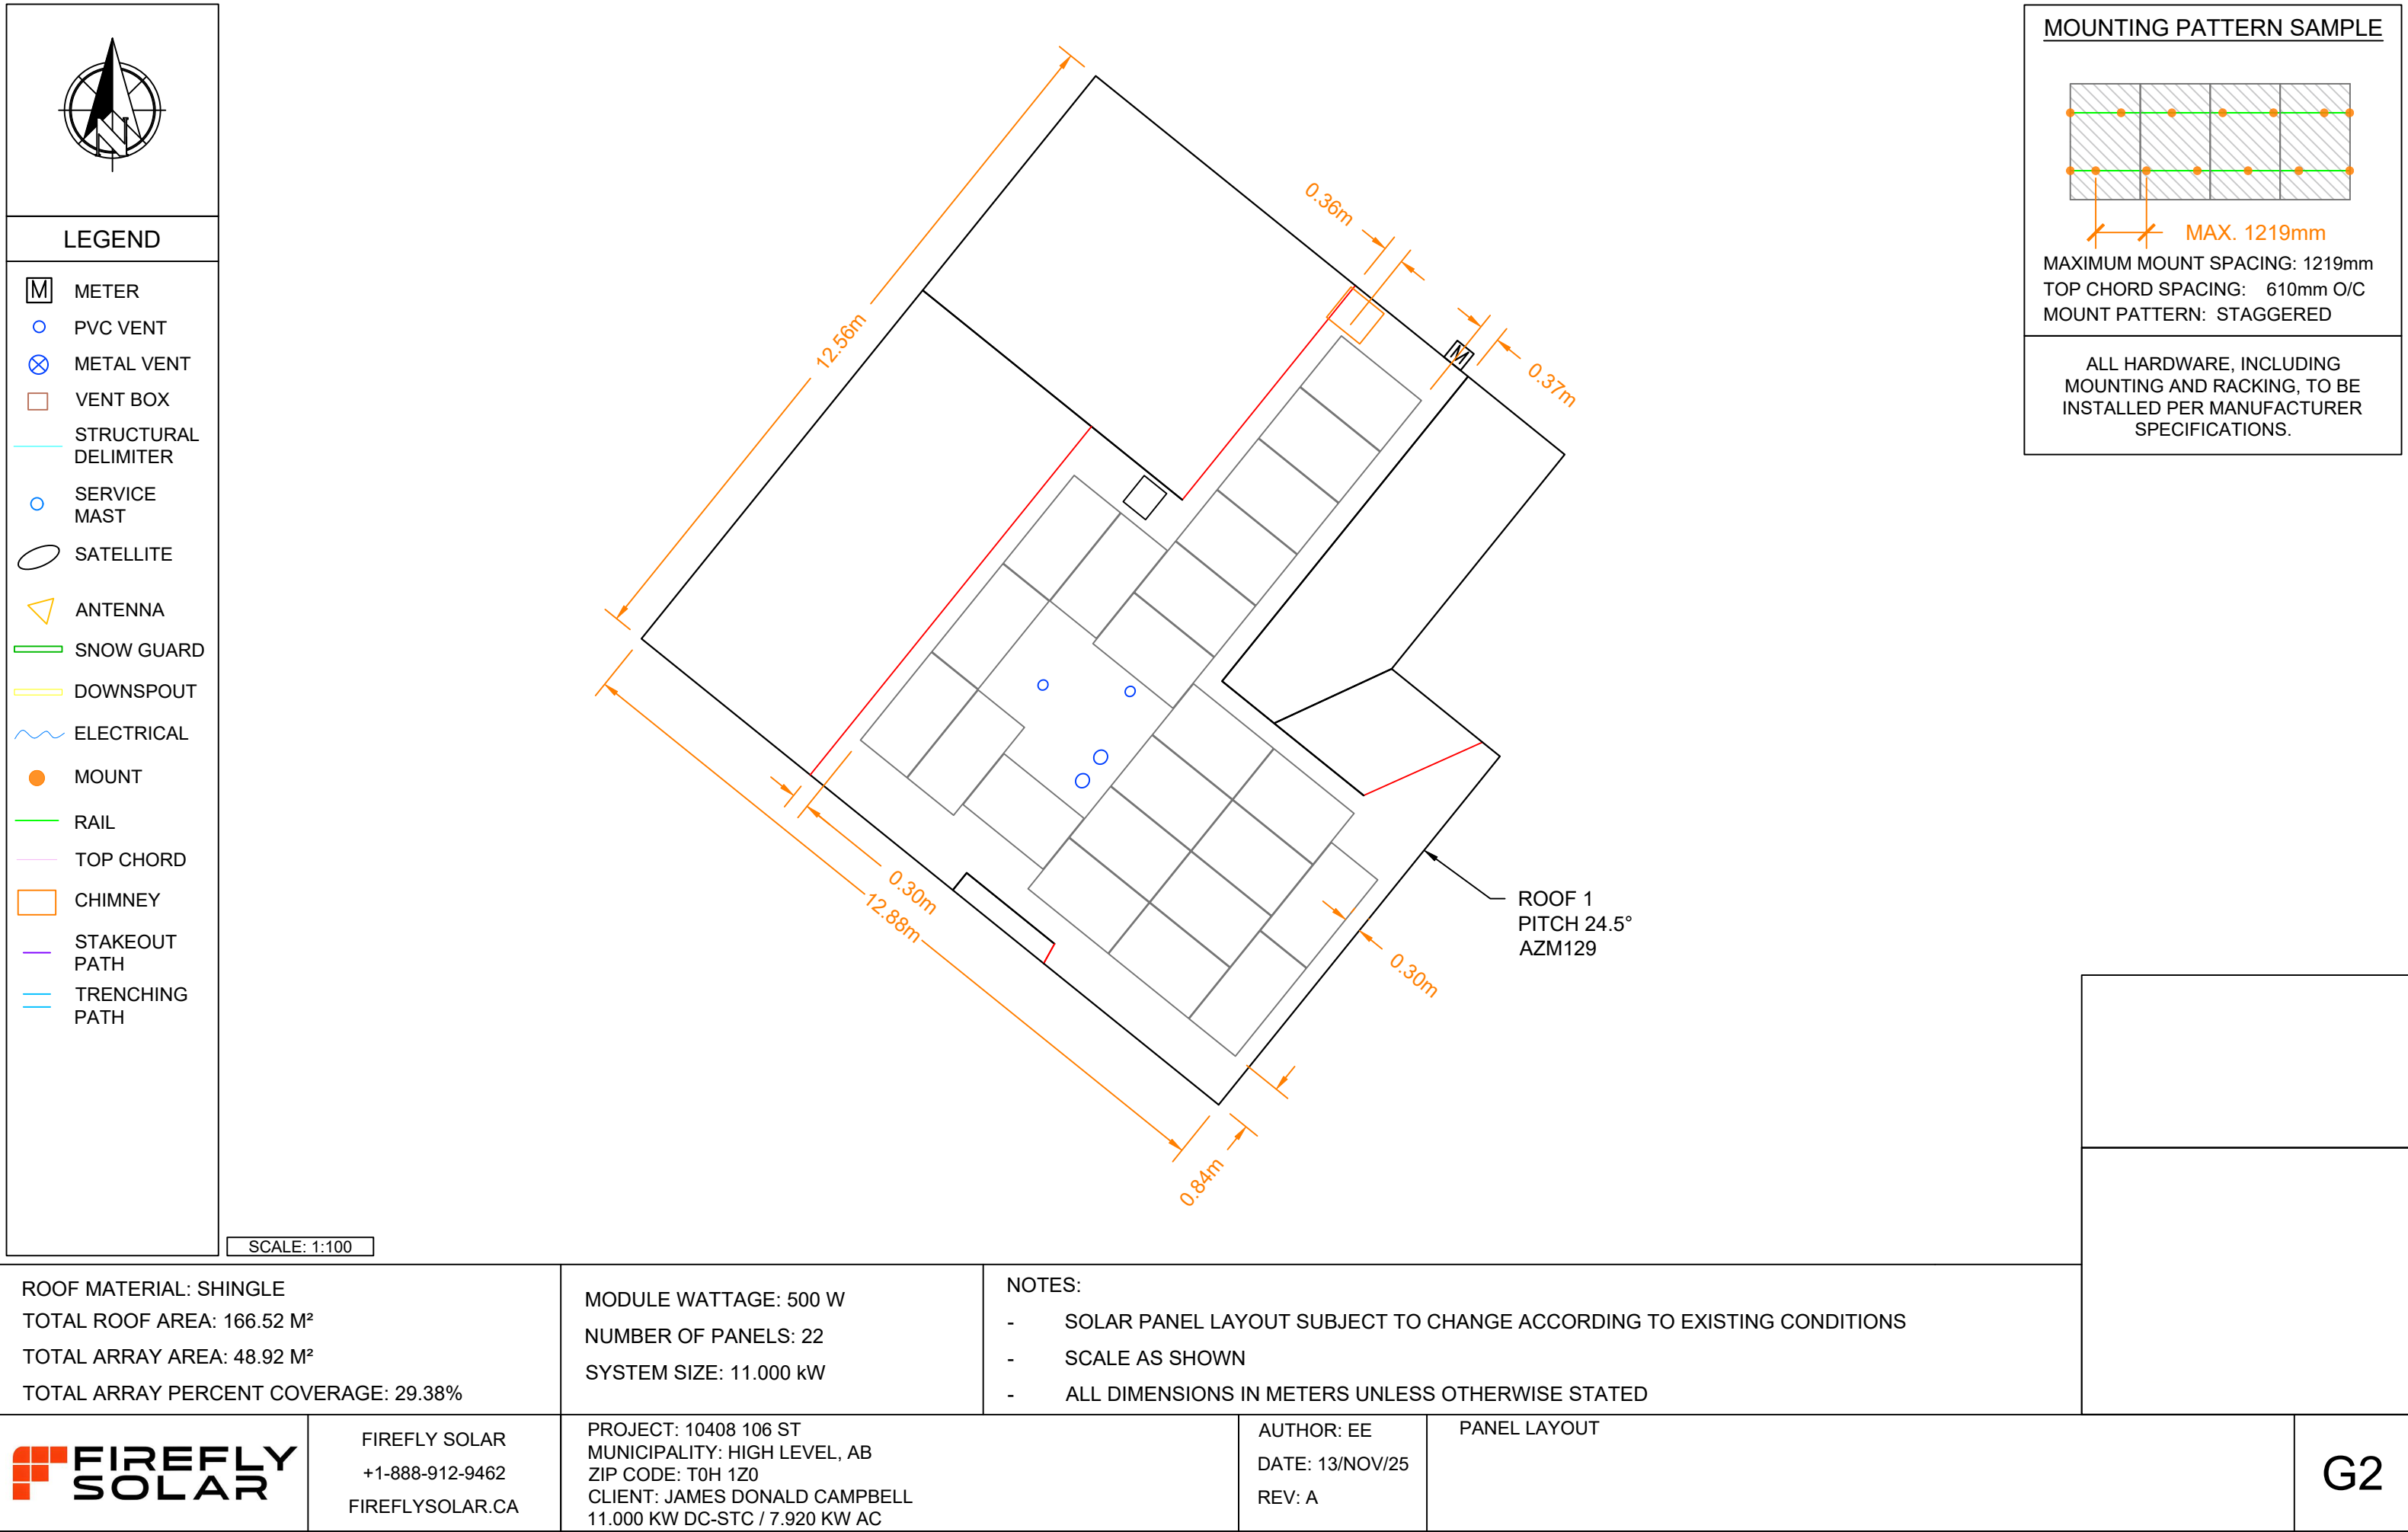 N
LEGEND
M METER
PVC VENT
METAL VENT
VENT BOX
STRUCTURAL
DELIMITER
SERVICE
MAST
SATELLITE
ANTENNA
SNOW GUARD
DOWNSPOUT
ELECTRICAL
MOUNT
RAIL
TOP CHORD
CHIMNEY
STAKEOUT
PATH
TRENCHING
PATH
SCALE: 1:100
12.56m
0.36m
M
0.37m
0.30m
12.88m
0.84m
0.30m
ROOF 1
PITCH 24.5°
AZM129
MOUNTING PATTERN SAMPLE
MAX. 1219mm
MAXIMUM MOUNT SPACING: 1219mm
TOP CHORD SPACING: 610mm O/C
MOUNT PATTERN: STAGGERED
ALL HARDWARE, INCLUDING
MOUNTING AND RACKING, TO BE
INSTALLED PER MANUFACTURER
SPECIFICATIONS.
ROOF MATERIAL: SHINGLE
TOTAL ROOF AREA: 166.52 M²
TOTAL ARRAY AREA: 48.92 M²
TOTAL ARRAY PERCENT COVERAGE: 29.38%
MODULE WATTAGE: 500 W
NUMBER OF PANELS: 22
SYSTEM SIZE: 11.000 kW
NOTES:
- SOLAR PANEL LAYOUT SUBJECT TO CHANGE ACCORDING TO EXISTING CONDITIONS
- SCALE AS SHOWN
- ALL DIMENSIONS IN METERS UNLESS OTHERWISE STATED
FIREFLY
SOLAR
FIREFLY SOLAR
+1-888-912-9462
FIREFLYSOLAR.CA
PROJECT: 10408 106 ST
MUNICIPALITY: HIGH LEVEL, AB
ZIP CODE: T0H 1Z0
CLIENT: JAMES DONALD CAMPBELL
11.000 KW DC-STC / 7.920 KW AC
AUTHOR: EE
DATE: 13/NOV/25
REV: A
PANEL LAYOUT
G2